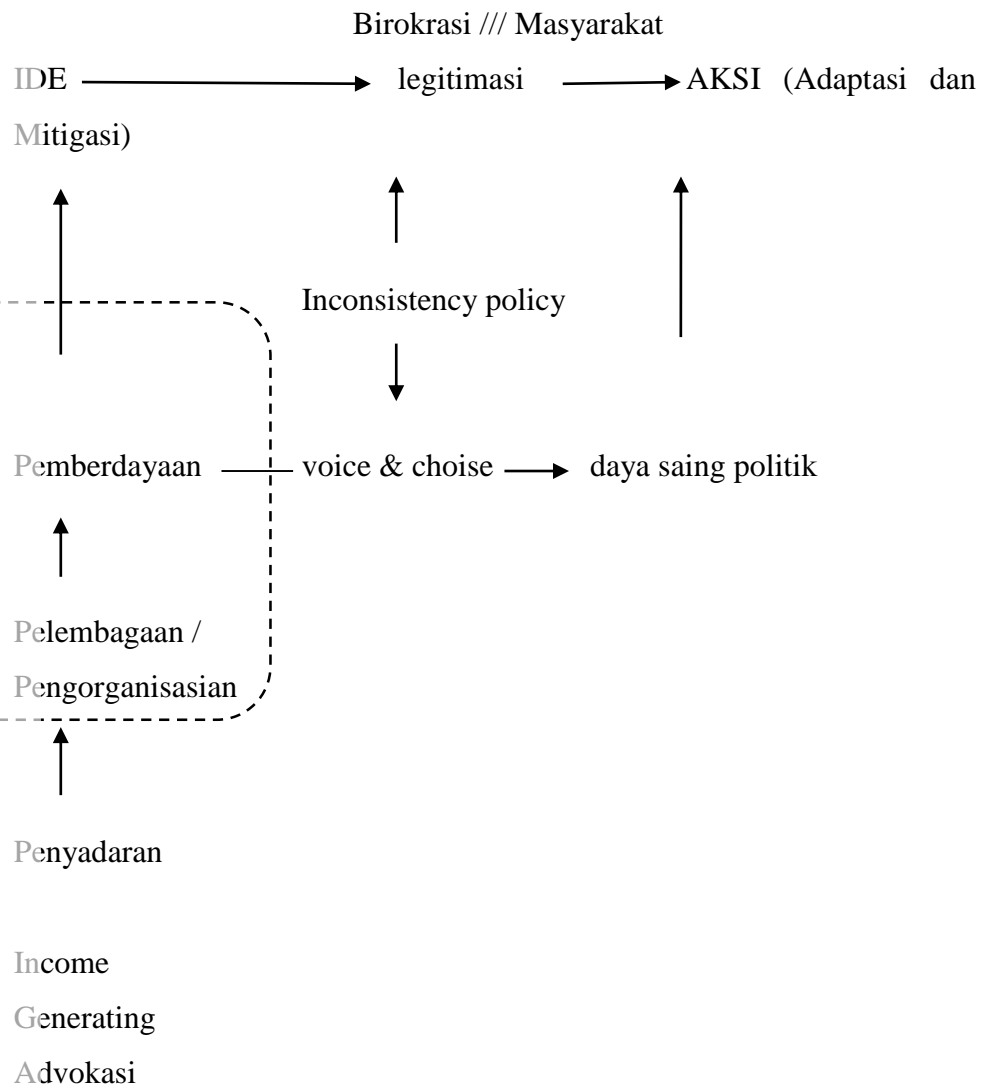 Birokrasi /// Masyarakat
IDE legitimasi AKSI (Adaptasi dan
Mitigasi)
Inconsistency policy
Pemberdayaan voice & choise daya saing politik
Pelembagaan /
Pengorganisasian
Penyadaran
Income
Generating
Advokasi